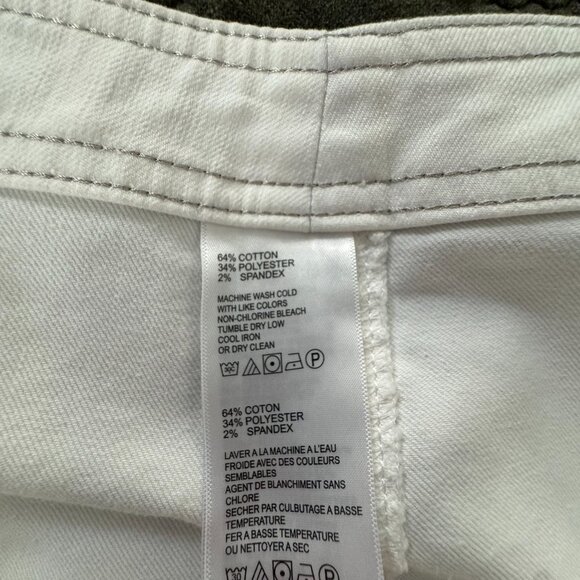 64% COTTON
34% POLYESTER
2% SPANDEX
MACHINE WASH COLD
WITH LIKE COLORS
NON-CHLORINE BLEACH
TUMBLE DRY LOW
COOL IRON
OR DRY CLEAN
30C P
64% COTON
34% POLYESTER
2% SPANDEX
LAVER A LA MACHINE A L'EAU
FROIDE AVEC DES COULEURS
SEMBLABLES
AGENT DE BLANCHIMENT SANS
CHLORE
SECHER PAR CULBUTAGE A BASSE
TEMPERATURE
FER A BASSE TEMPERATURE
OU NETTOYER A SEC